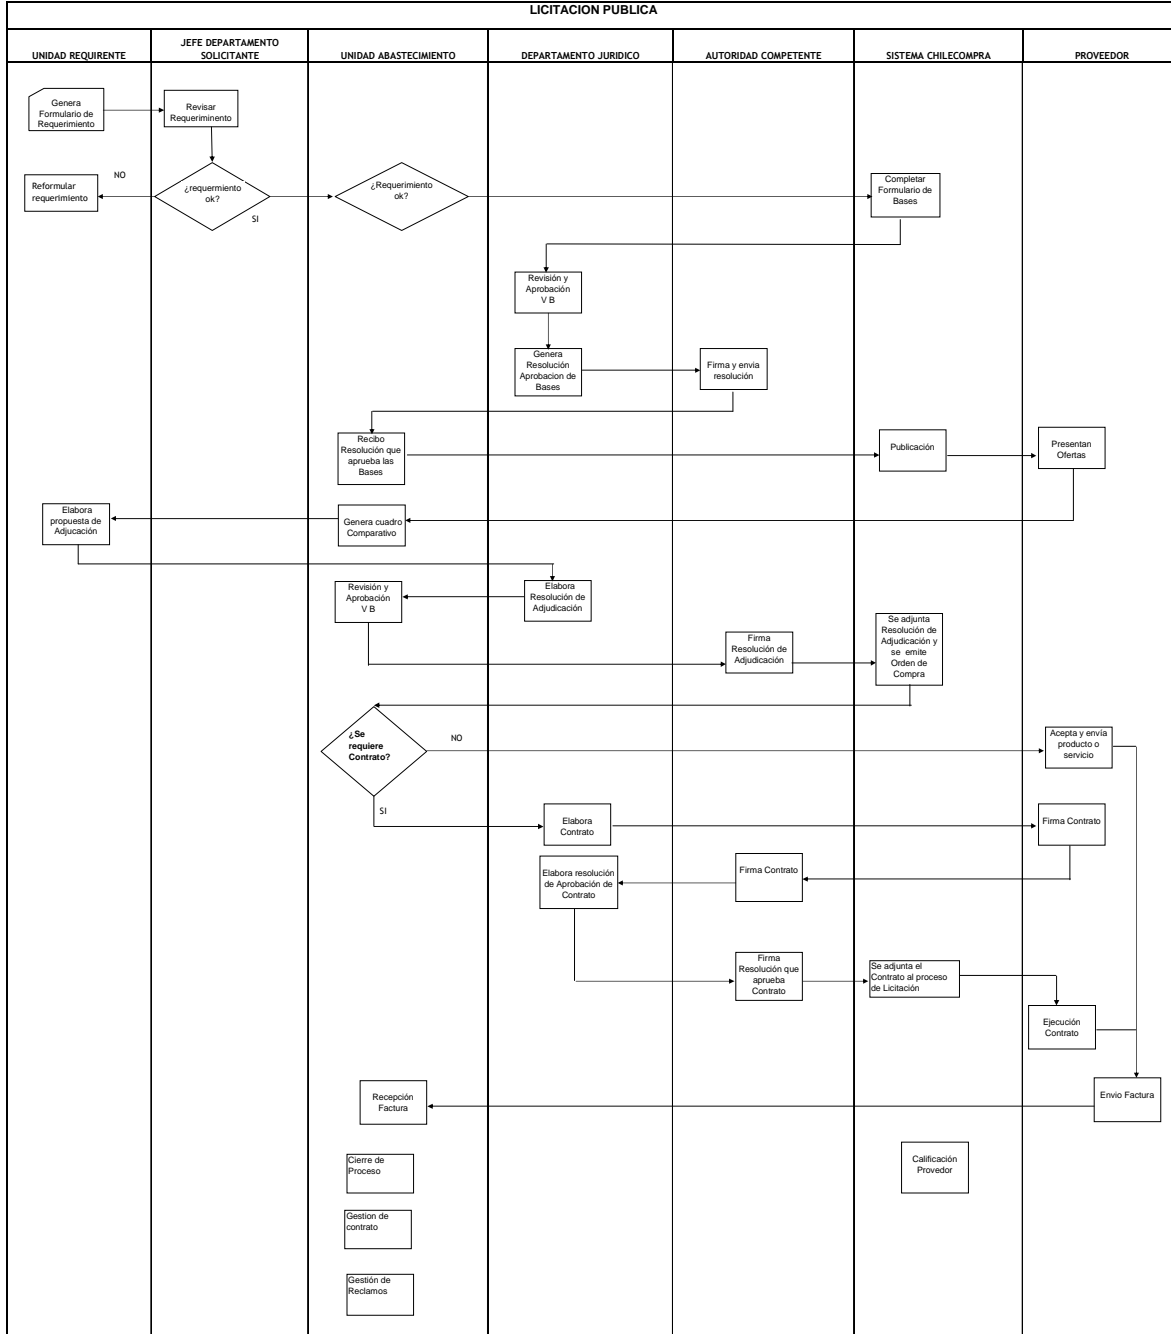 LICITACION PUBLICA
UNIDAD REQUIRENTE
JEFE DEPARTAMENTO
SOLICITANTE
UNIDAD ABASTECIMIENTO
DEPARTAMENTO JURIDICO
AUTORIDAD COMPETENTE
SISTEMA CHILECOMPRA
PROVEEDOR
Genera
Formulario de
Requerimiento
Revisar
Requeriminento
Reformular
requerimiento
NO
¿requermiento
ok?
SI
¿Requerimiento
ok?
Completar
Formulario de
Bases
Revisión y
Aprobación
V B
Genera
Resolución
Aprobacion de
Bases
Firma y envia
resolución
Recibo
Resolución que
aprueba las
Bases
Publicación
Presentan
Ofertas
Elabora
propuesta de
Adjucación
Genera cuadro
Comparativo
Revisión y
Aprobación
V B
Elabora
Resolución de
Adjudicación
Firma
Resolución de
Adjudicación
Se adjunta
Resolución de
Adjudicación y
se emite
Orden de
Compra
¿Se
requiere
Contrato?
NO
Acepta y envía
producto o
servicio
SI
Elabora
Contrato
Firma Contrato
Elabora resolución
de Aprobación de
Contrato
Firma Contrato
Firma
Resolución que
aprueba
Contrato
Se adjunta el
Contrato al proceso
de Licitación
Ejecución
Contrato
Recepción
Factura
Envio Factura
Cierre de
Proceso
Calificación
Provedor
Gestion de
contrato
Gestión de
Reclamos